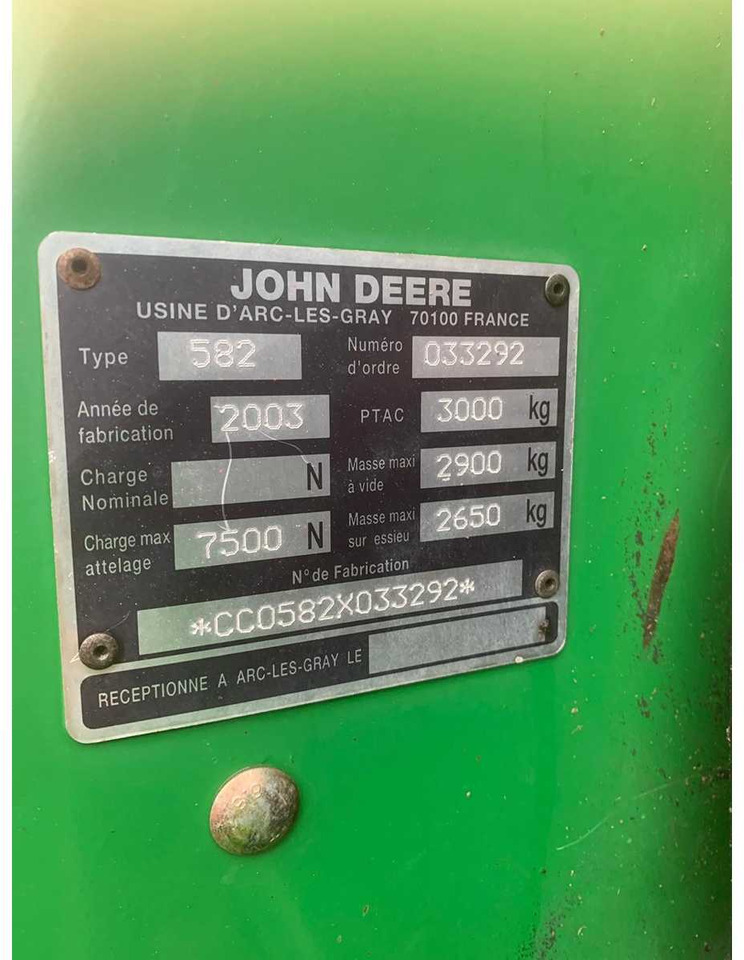 JOHN DEERE
USINE D'ARC-LES-GRAY 70100 FRANCE
Type 582
Numéro d'ordre 033292
Année de fabrication 2003
PTAC 3000 kg
Charge Nominale N
Masse maxi à vide 2900 kg
Charge max attelage 7500 N
Masse maxi sur essieu 2650 kg
N° de Fabrication
*CC0582X033292*
RECEPTIONNE A ARC-LES-GRAY LE